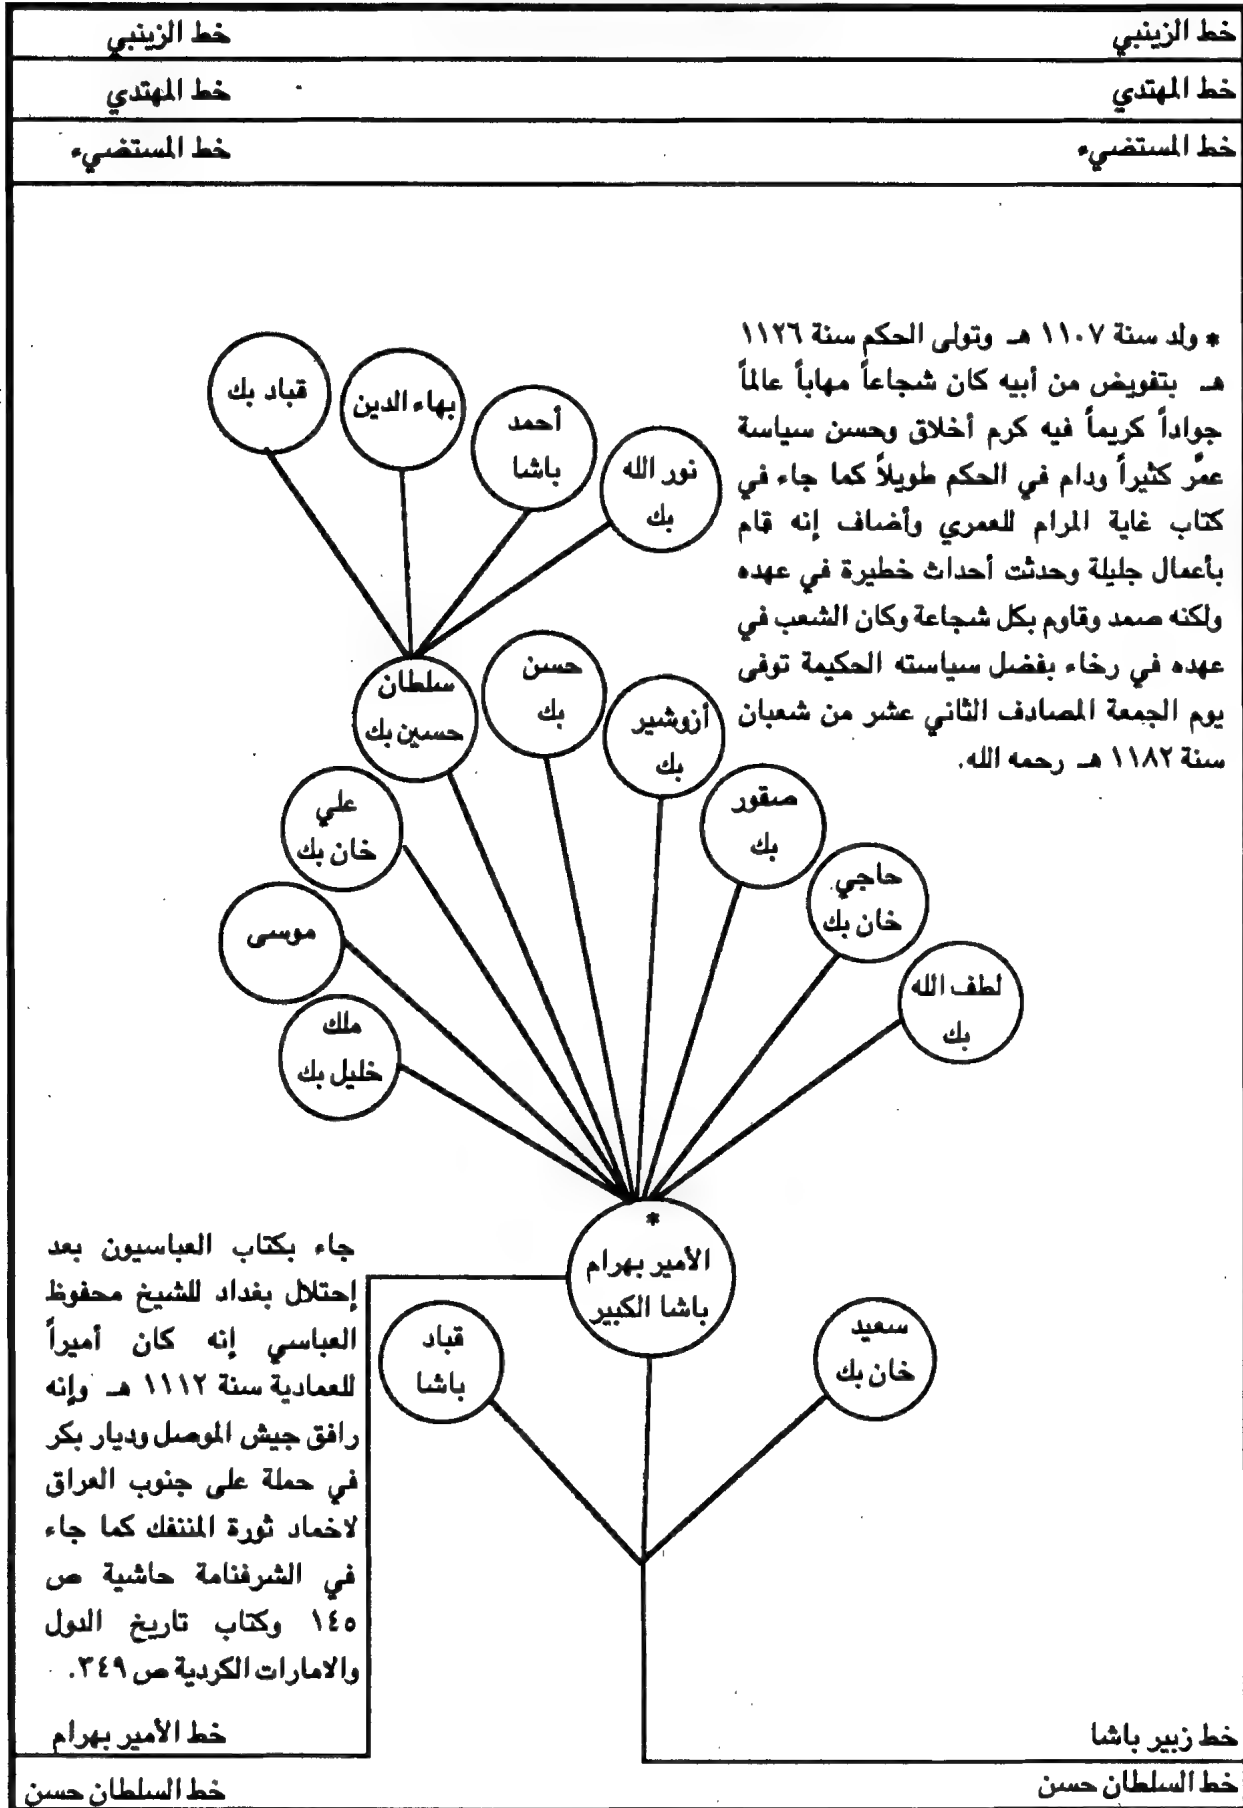 خط الزينبي
خط الزينبي
خط المهتدي
خط المهتدي
خط المستضيء
خط المستضيء
* ولد سنة ١١٠٧ هـ وتولى الحكم سنة ١١٢٦
هـ بتفويض من أبيه كان شجاعاً مهاباً عالماً
جواداً كريماً فيه كرم أخلاق وحسن سياسة
عمَّر كثيراً ودام في الحكم طويلاً كما جاء في
كتاب غاية المرام للعمري وأضاف إنه قام
بأعمال جليلة وحدثت أحداث خطيرة في عهده
ولكنه صمد وقاوم بكل شجاعة وكان الشعب في
عهده في رخاء بفضل سياسته الحكيمة توفى
يوم الجمعة المصادف الثاني عشر من شعبان
سنة ١١٨٢ هـ رحمه الله.
نور الله
بك
أحمد
باشا
بهاء الدين
قباد بك
سلطان
حسين بك
حسن
بك
أزوشير
بك
صقور
بك
حاجي
خان بك
لطف الله
بك
علي
خان بك
موسى
ملك
خليل بك
*
الأمير بهرام
باشا الكبير
سعيد
خان بك
قباد
باشا
جاء بكتاب العباسيون بعد
إحتلال بغداد للشيخ محفوظ
العباسي إنه كان أميراً
للعمادية سنة ١١١٢ هـ وإنه
رافق جيش الموصل وديار بكر
في حملة على جنوب العراق
لاخماد ثورة المنتفك كما جاء
في الشرفنامة حاشية ص
١٤٥ وكتاب تاريخ الدول
والامارات الكردية ص ٣٤٩.
خط زبير باشا
خط الأمير بهرام
خط السلطان حسن
خط السلطان حسن